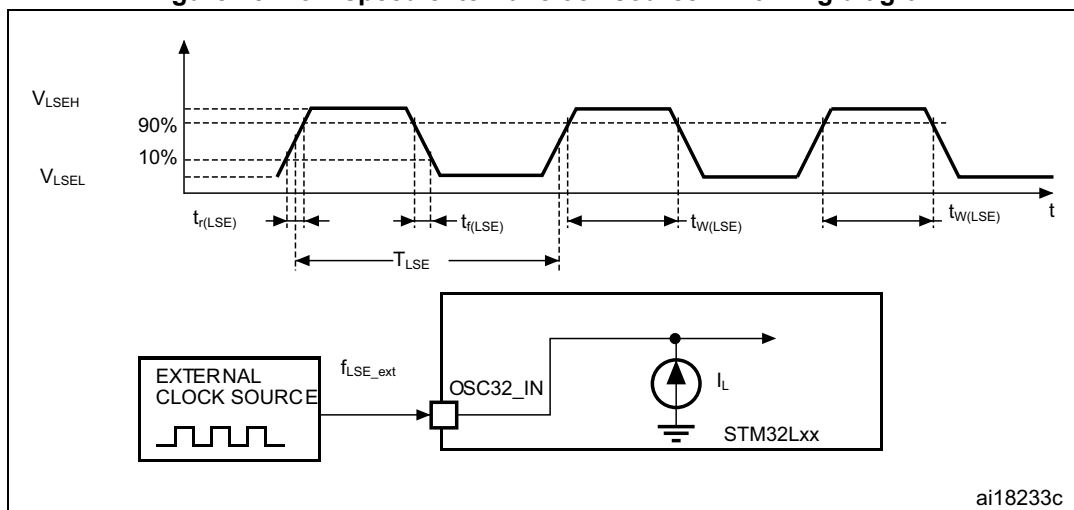 V_LSEH
90%
10%
V_LSEL
t_r(LSE)
t_f(LSE)
t_W(LSE)
t_W(LSE)
t
T_LSE
EXTERNAL
CLOCK SOURCE
f_LSE_ext
OSC32_IN
I_L
STM32Lxx
ai18233c